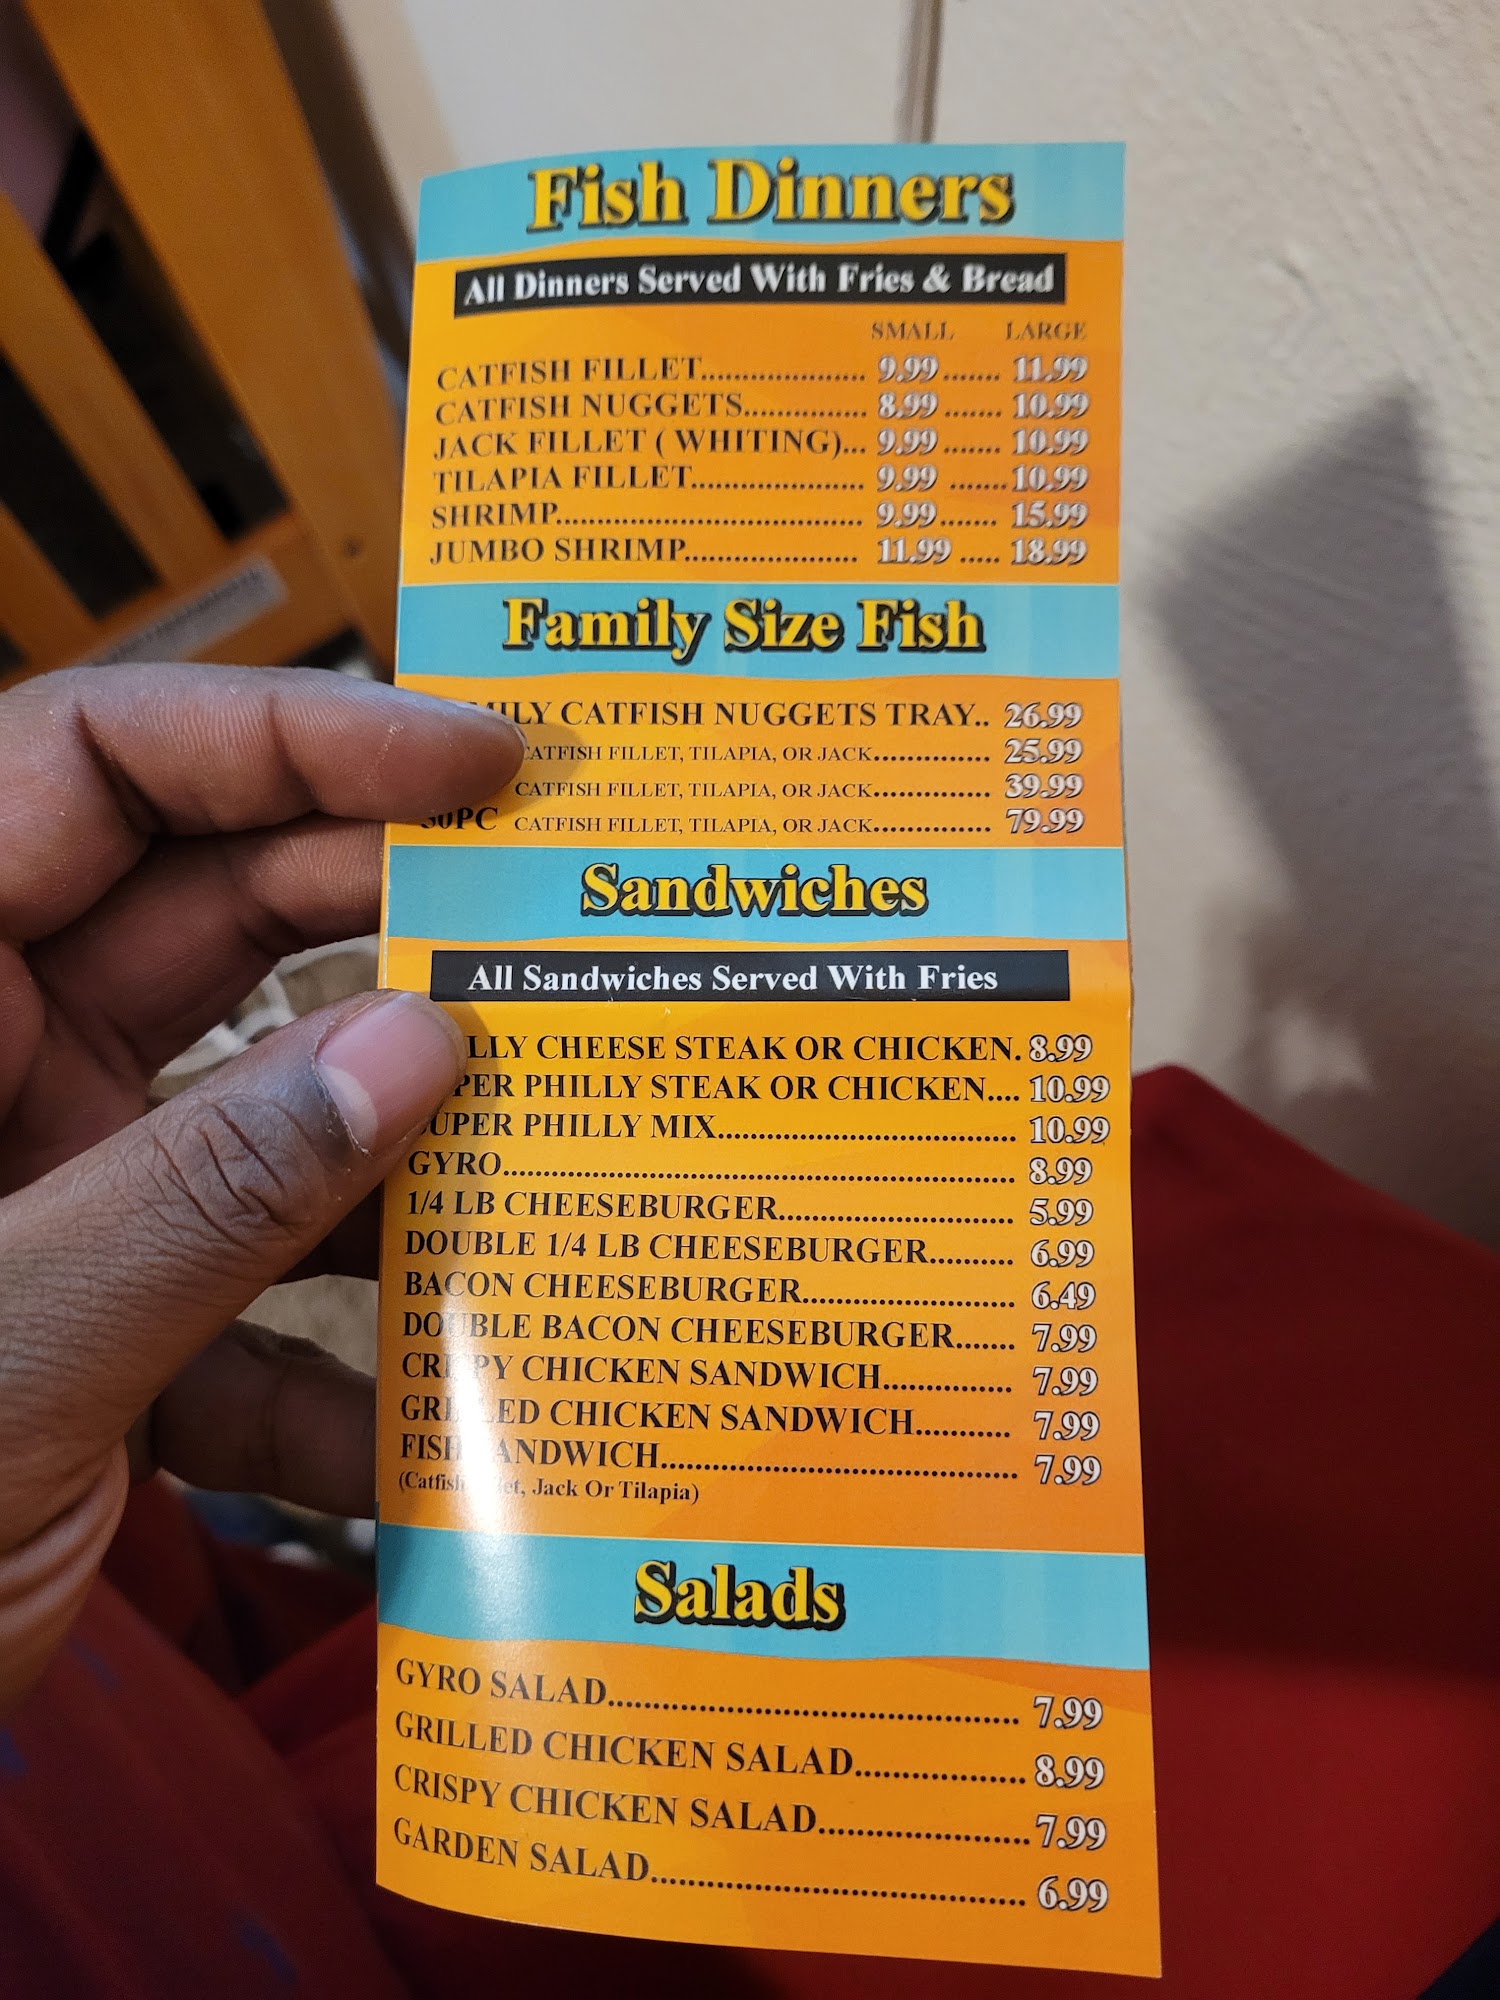 Fish Dinners
All Dinners Served With Fries & Bread
SMALL LARGE
CATFISH FILLET..................... 9.99 ....... 11.99
CATFISH NUGGETS............... 8.99 ....... 10.99
JACK FILLET ( WHITING)... 9.99 ....... 10.99
TILAPIA FILLET..................... 9.99 ....... 10.99
SHRIMP..................................... 9.99....... 15.99
JUMBO SHRIMP..................... 11.99 ..... 18.99
Family Size Fish
CATFISH NUGGETS TRAY.. 26.99
CATFISH FILLET, TILAPIA, OR JACK.............. 25.99
CATFISH FILLET, TILAPIA, OR JACK.............. 39.99
CATFISH FILLET, TILAPIA, OR JACK.............. 79.99
Sandwiches
All Sandwiches Served With Fries
CHEESE STEAK OR CHICKEN. 8.99
PHILLY STEAK OR CHICKEN.... 10.99
SUPER PHILLY MIX.................................... 10.99
GYRO............................................................... 8.99
1/4 LB CHEESEBURGER............................. 5.99
DOUBLE 1/4 LB CHEESEBURGER.......... 6.99
BACON CHEESEBURGER.......................... 6.49
DOUBLE BACON CHEESEBURGER....... 7.99
CRISPY CHICKEN SANDWICH............... 7.99
GRILLED CHICKEN SANDWICH........... 7.99
FISH SANDWICH............................................ 7.99
(Catfish Fillet, Jack Or Tilapia)
Salads
GYRO SALAD.................................................. 7.99
GRILLED CHICKEN SALAD.................... 8.99
CRISPY CHICKEN SALAD......................... 7.99
GARDEN SALAD............................................ 6.99